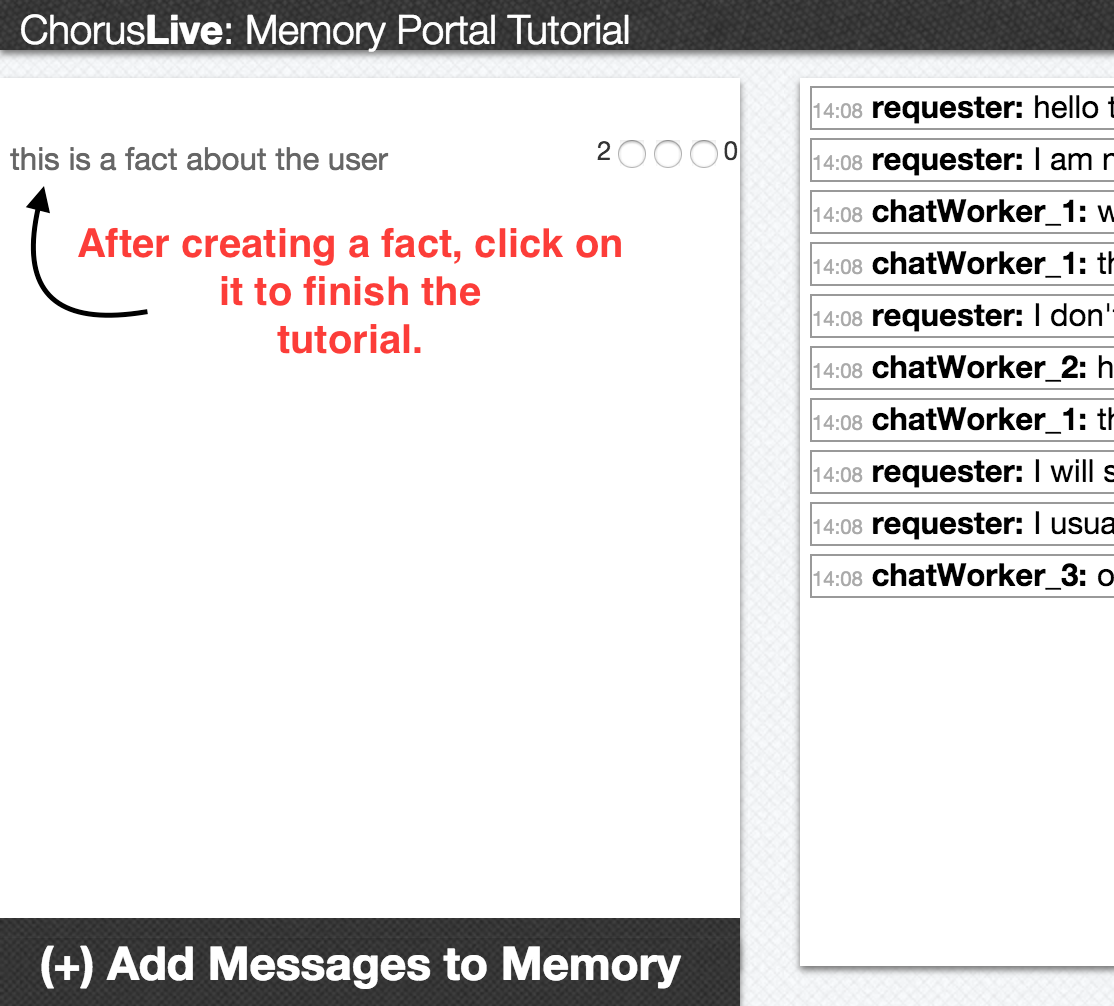 ChorusLive: Memory Portal Tutorial
this is a fact about the user
2
0
After creating a fact, click on
it to finish the
tutorial.
(+) Add Messages to Memory
14:08 requester: hello
14:08 requester: I am
14:08 chatWorker_1:
14:08 chatWorker_1:
14:08 requester: I don'
14:08 chatWorker_2:
14:08 chatWorker_1:
14:08 requester: I will
14:08 requester: I
14:08 chatWorker_3: